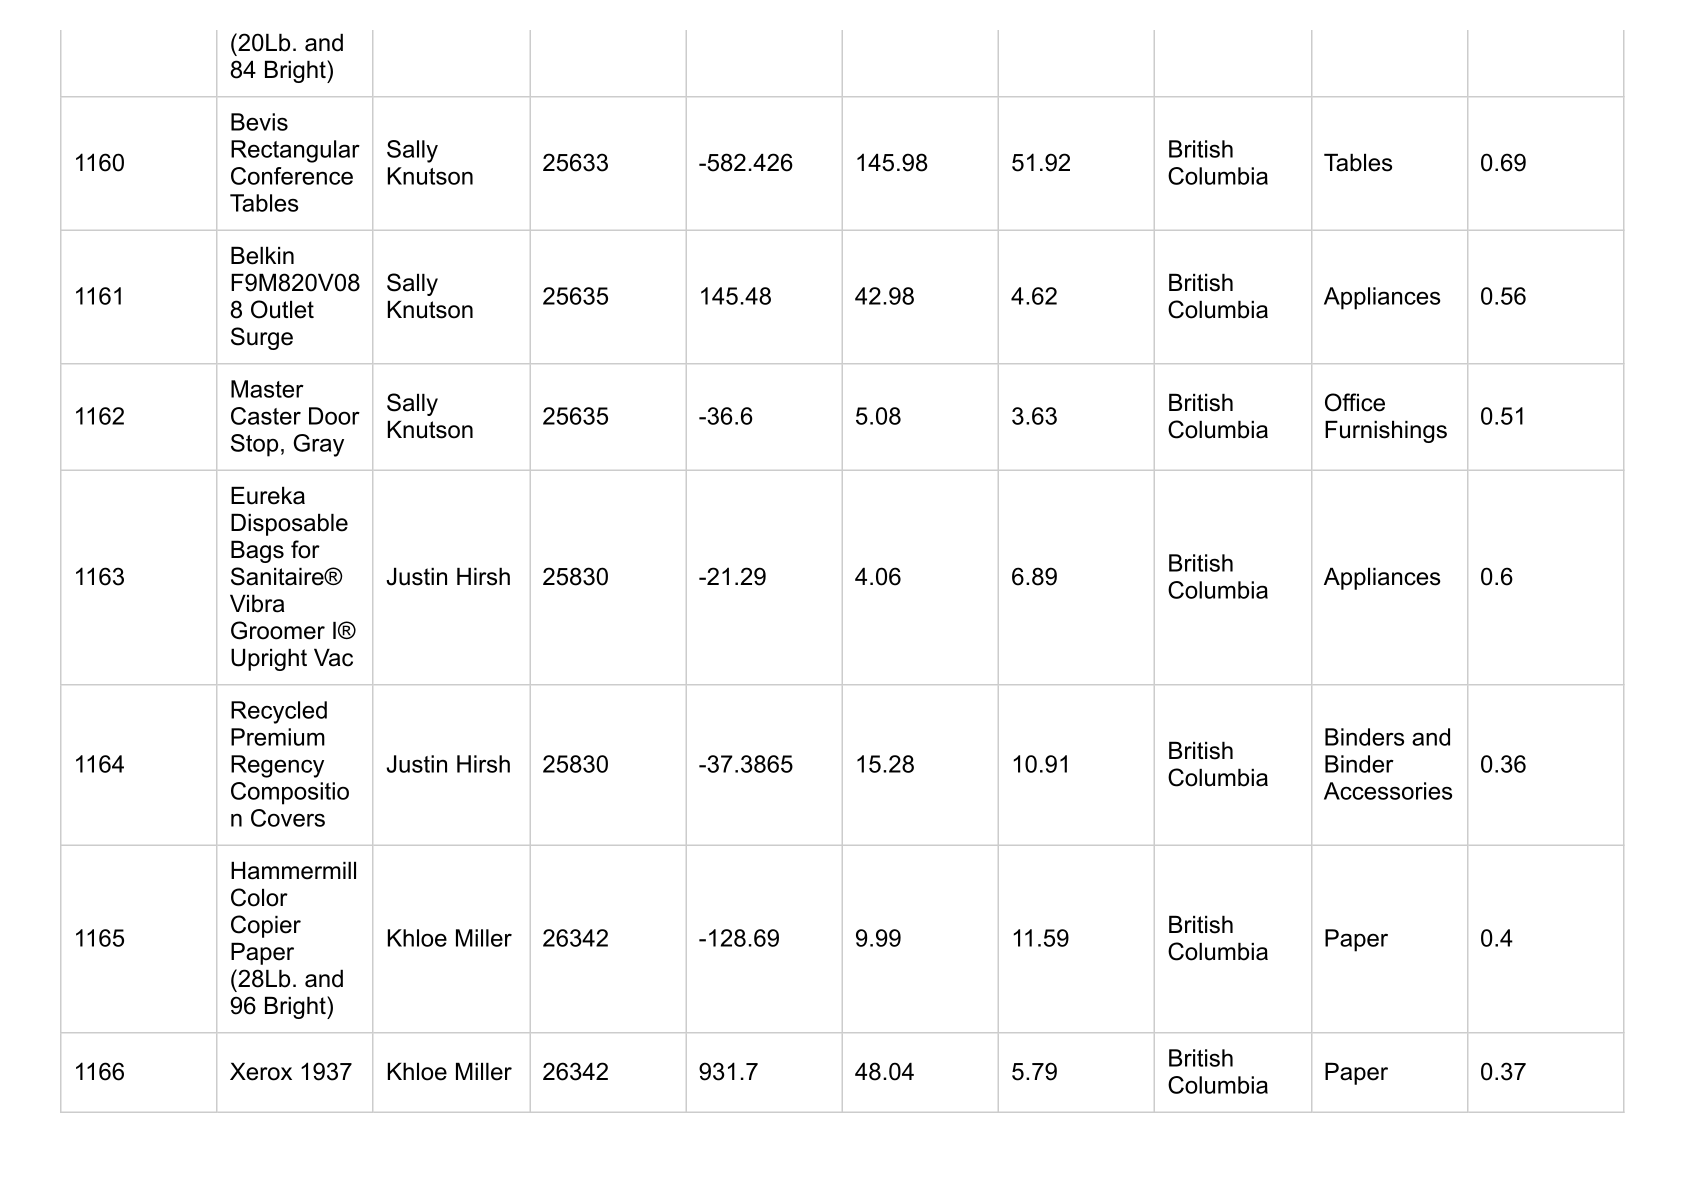 (20Lb. and
84 Bright)
1160
Bevis
Rectangular
Conference
Tables
Sally
Knutson
25633
-582.426
145.98
51.92
British
Columbia
Tables
0.69
1161
Belkin
F9M820V08
8 Outlet
Surge
Sally
Knutson
25635
145.48
42.98
4.62
British
Columbia
Appliances
0.56
1162
Master
Caster Door
Stop, Gray
Sally
Knutson
25635
-36.6
5.08
3.63
British
Columbia
Office
Furnishings
0.51
1163
Eureka
Disposable
Bags for
Sanitaire®
Vibra
Groomer I®
Upright Vac
Justin Hirsh
25830
-21.29
4.06
6.89
British
Columbia
Appliances
0.6
1164
Recycled
Premium
Regency
Compositio
n Covers
Justin Hirsh
25830
-37.3865
15.28
10.91
British
Columbia
Binders and
Binder
Accessories
0.36
1165
Hammermill
Color
Copier
Paper
(28Lb. and
96 Bright)
Khloe Miller
26342
-128.69
9.99
11.59
British
Columbia
Paper
0.4
1166
Xerox 1937
Khloe Miller
26342
931.7
48.04
5.79
British
Columbia
Paper
0.37